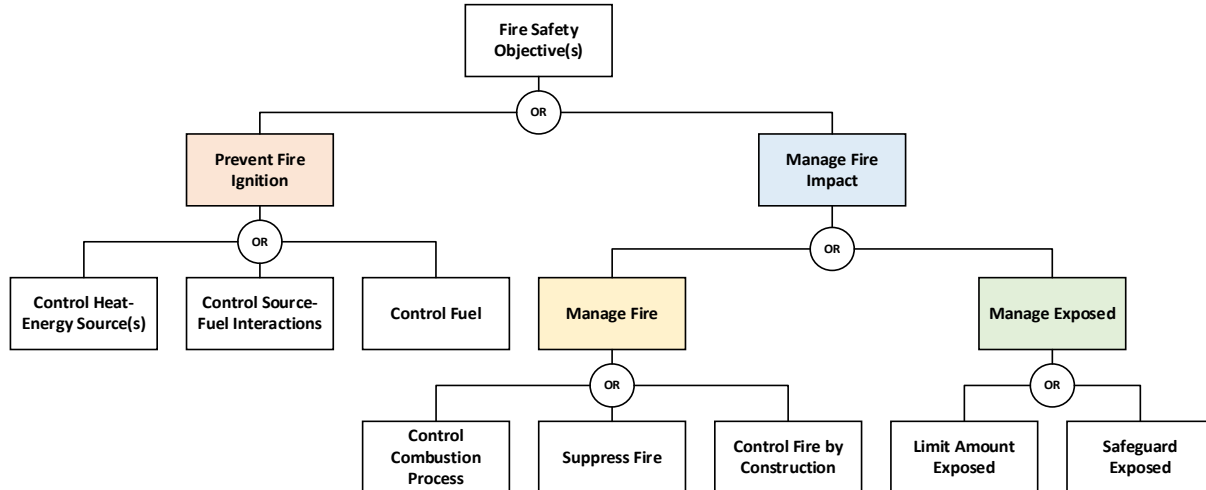 Fire Safety
Objective(s)
OR
Prevent Fire
Ignition
Manage Fire
Impact
OR
OR
Control Heat-
Energy Source(s)
Control Source-
Fuel Interactions
Control Fuel
Manage Fire
Manage Exposed
OR
OR
Control
Combustion
Process
Suppress Fire
Control Fire by
Construction
Limit Amount
Exposed
Safeguard
Exposed